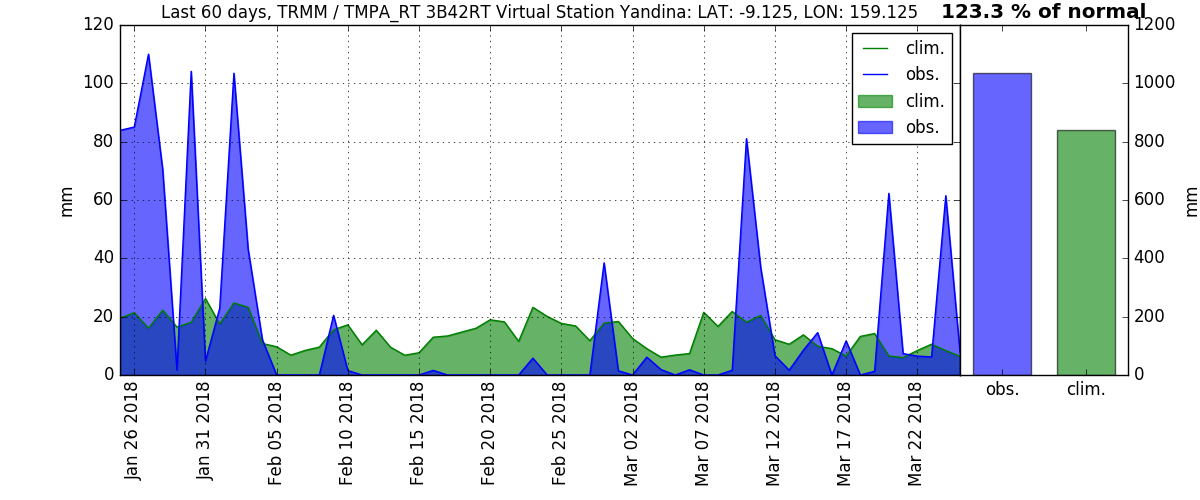 Last 60 days, TRMM / TMPA_RT 3B42RT Virtual Station Yandina: LAT: -9.125, LON: 159.125
123.3 % of normal
120
100
80
60
40
20
0
mm
clim.
obs.
clim.
obs.
1200
1000
800
600
400
200
0
mm
obs.
clim.
Jan 26 2018
Jan 31 2018
Feb 05 2018
Feb 10 2018
Feb 15 2018
Feb 20 2018
Feb 25 2018
Mar 02 2018
Mar 07 2018
Mar 12 2018
Mar 17 2018
Mar 22 2018